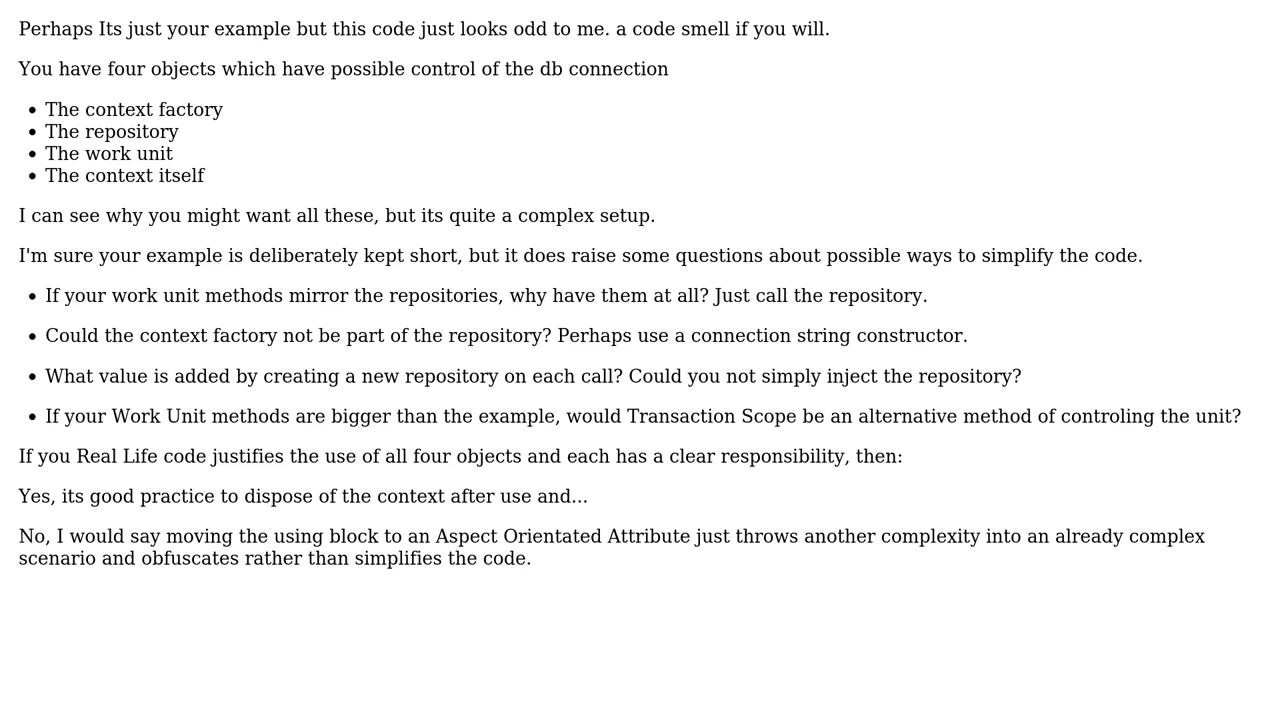 Perhaps Its just your example but this code just looks odd to me. a code smell if you will.
You have four objects which have possible control of the db connection
• The context factory
• The repository
• The work unit
• The context itself
I can see why you might want all these, but its quite a complex setup.
I'm sure your example is deliberately kept short, but it does raise some questions about possible ways to simplify the code.
• If your work unit methods mirror the repositories, why have them at all? Just call the repository.
• Could the context factory not be part of the repository? Perhaps use a connection string constructor.
• What value is added by creating a new repository on each call? Could you not simply inject the repository?
• If your Work Unit methods are bigger than the example, would Transaction Scope be an alternative method of controling the unit?
If you Real Life code justifies the use of all four objects and each has a clear responsibility, then:
Yes, its good practice to dispose of the context after use and...
No, I would say moving the using block to an Aspect Orientated Attribute just throws another complexity into an already complex
scenario and obfuscates rather than simplifies the code.